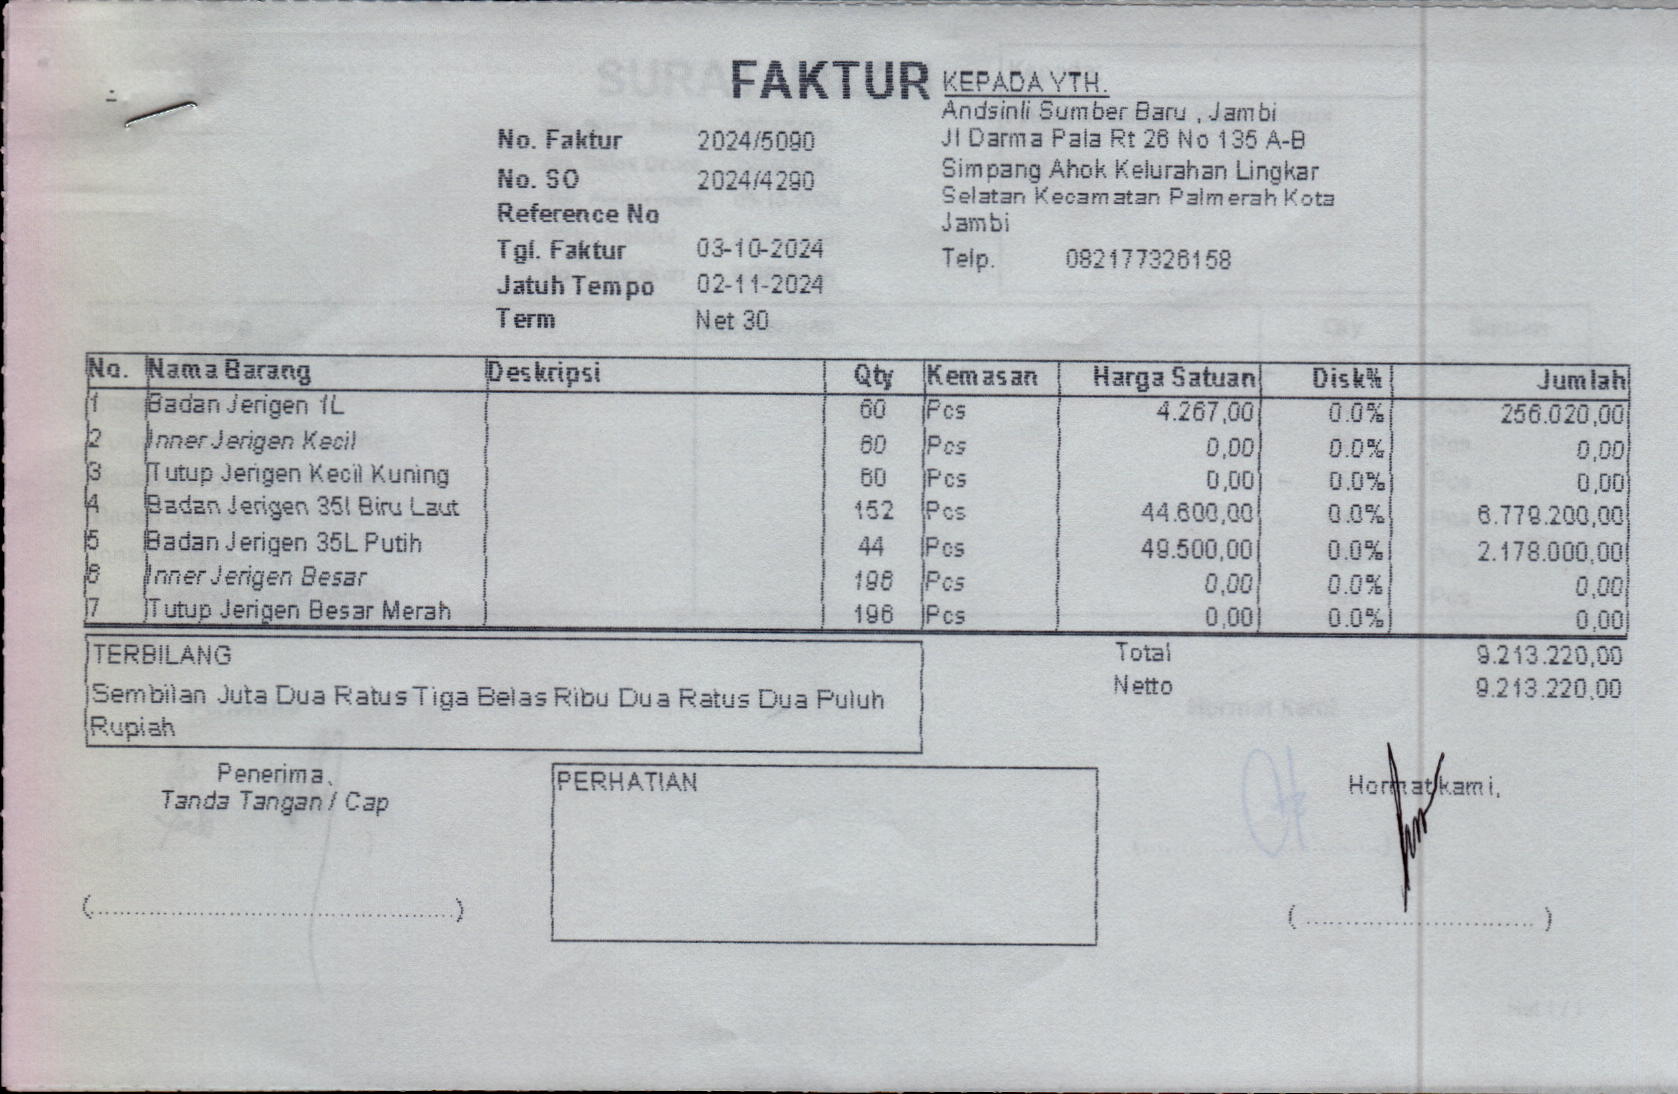 FAKTUR
No. Faktur 2024/5090
No. SO 2024/4290
Reference No
Tgl. Faktur 03-10-2024
Jatuh Tempo 02-11-2024
Term Net 30
KEPADA YTH.
Andsinli Sumber Baru , Jambi
Jl Darma Pala Rt 26 No 135 A-B
Simpang Ahok Kelurahan Lingkar
Selatan Kecamatan Palmerah Kota
Jambi
Telp. 082177326158
No. Nama Barang Deskripsi Qty Kemasan Harga Satuan Disk% Jumlah
1 Badan Jerigen 1L 60 Pcs 4.267,00 0.0% 256.020,00
2 Inner Jerigen Kecil 60 Pcs 0,00 0.0% 0,00
3 Tutup Jerigen Kecil Kuning 60 Pcs 0,00 0.0% 0,00
4 Badan Jerigen 35l Biru Laut 152 Pcs 44.600,00 0.0% 6.779.200,00
5 Badan Jerigen 35L Putih 44 Pcs 49.500,00 0.0% 2.178.000,00
6 Inner Jerigen Besar 196 Pcs 0,00 0.0% 0,00
7 Tutup Jerigen Besar Merah 196 Pcs 0,00 0.0% 0,00
TERBILANG
Sembilan Juta Dua Ratus Tiga Belas Ribu Dua Ratus Dua Puluh
Rupiah
Total 9.213.220,00
Netto 9.213.220,00
Penerima,
Tanda Tangan / Cap
PERHATIAN
Hormat kami,
(..............................................)
( .............................. )